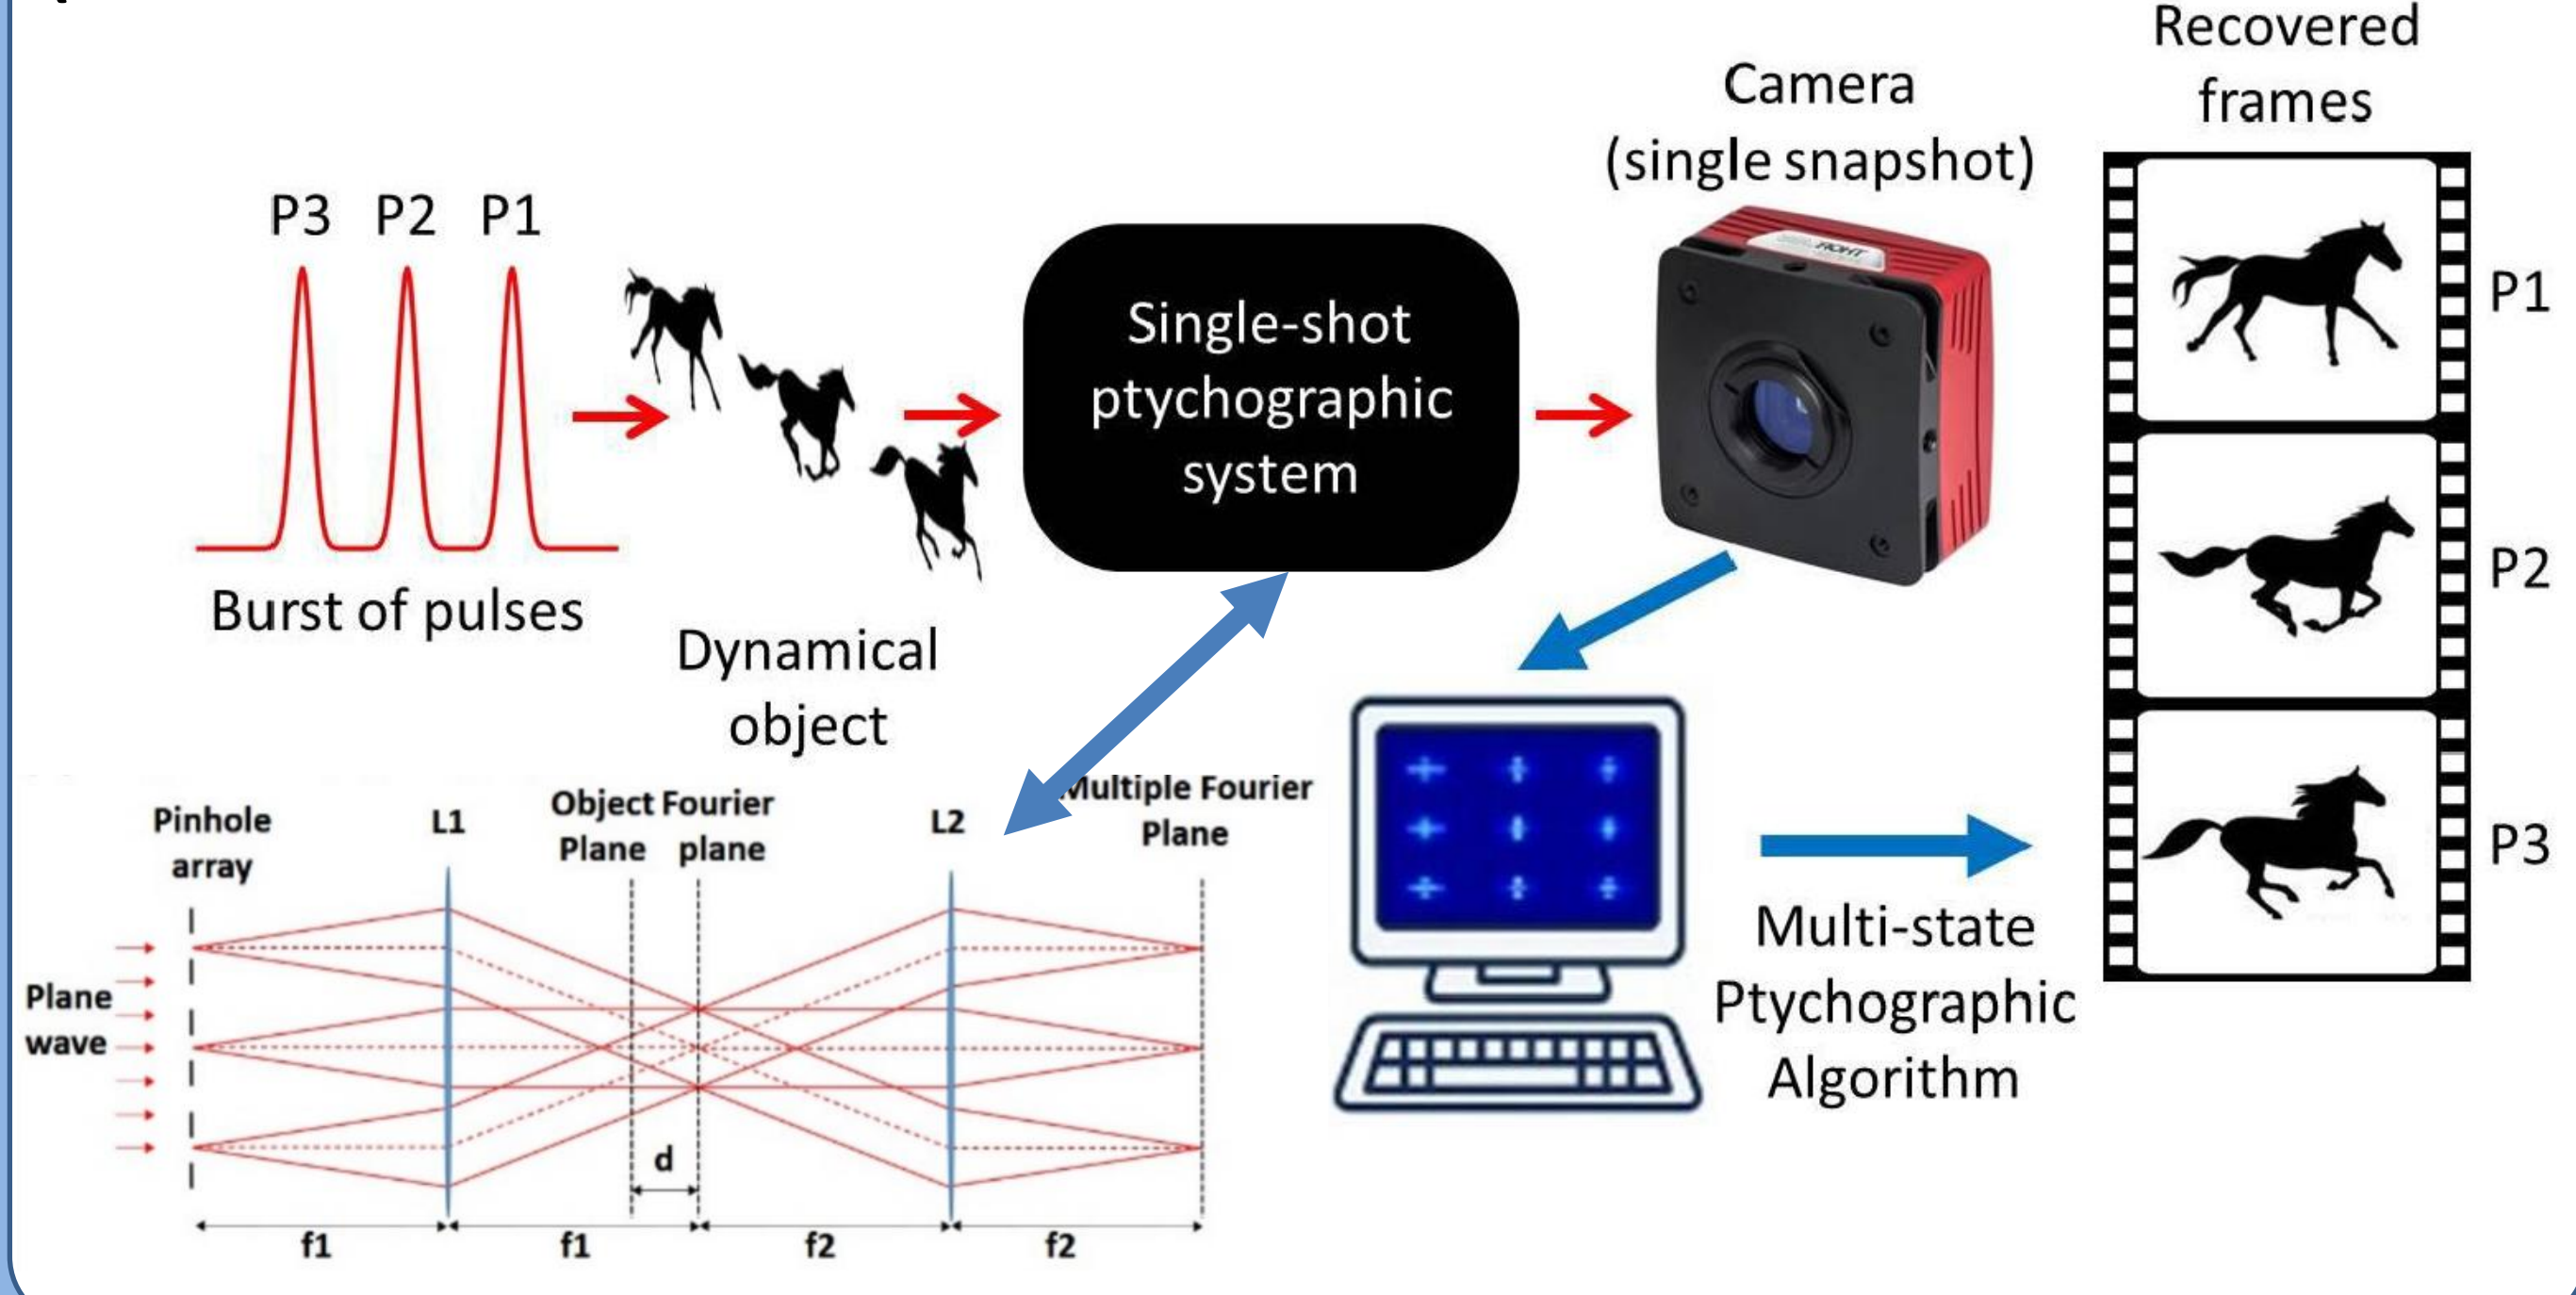 Recovered
frames
Camera
(single snapshot)
P3 P2 P1
Single-shot
ptychographic
system
P1
P2
P3
Burst of pulses
Dynamical
object
Multi-state
Ptychographic
Algorithm
Pinhole
array
L1
Object Fourier
Plane plane
L2
Multiple Fourier
Plane
Plane
wave
d
f1 f1 f2 f2